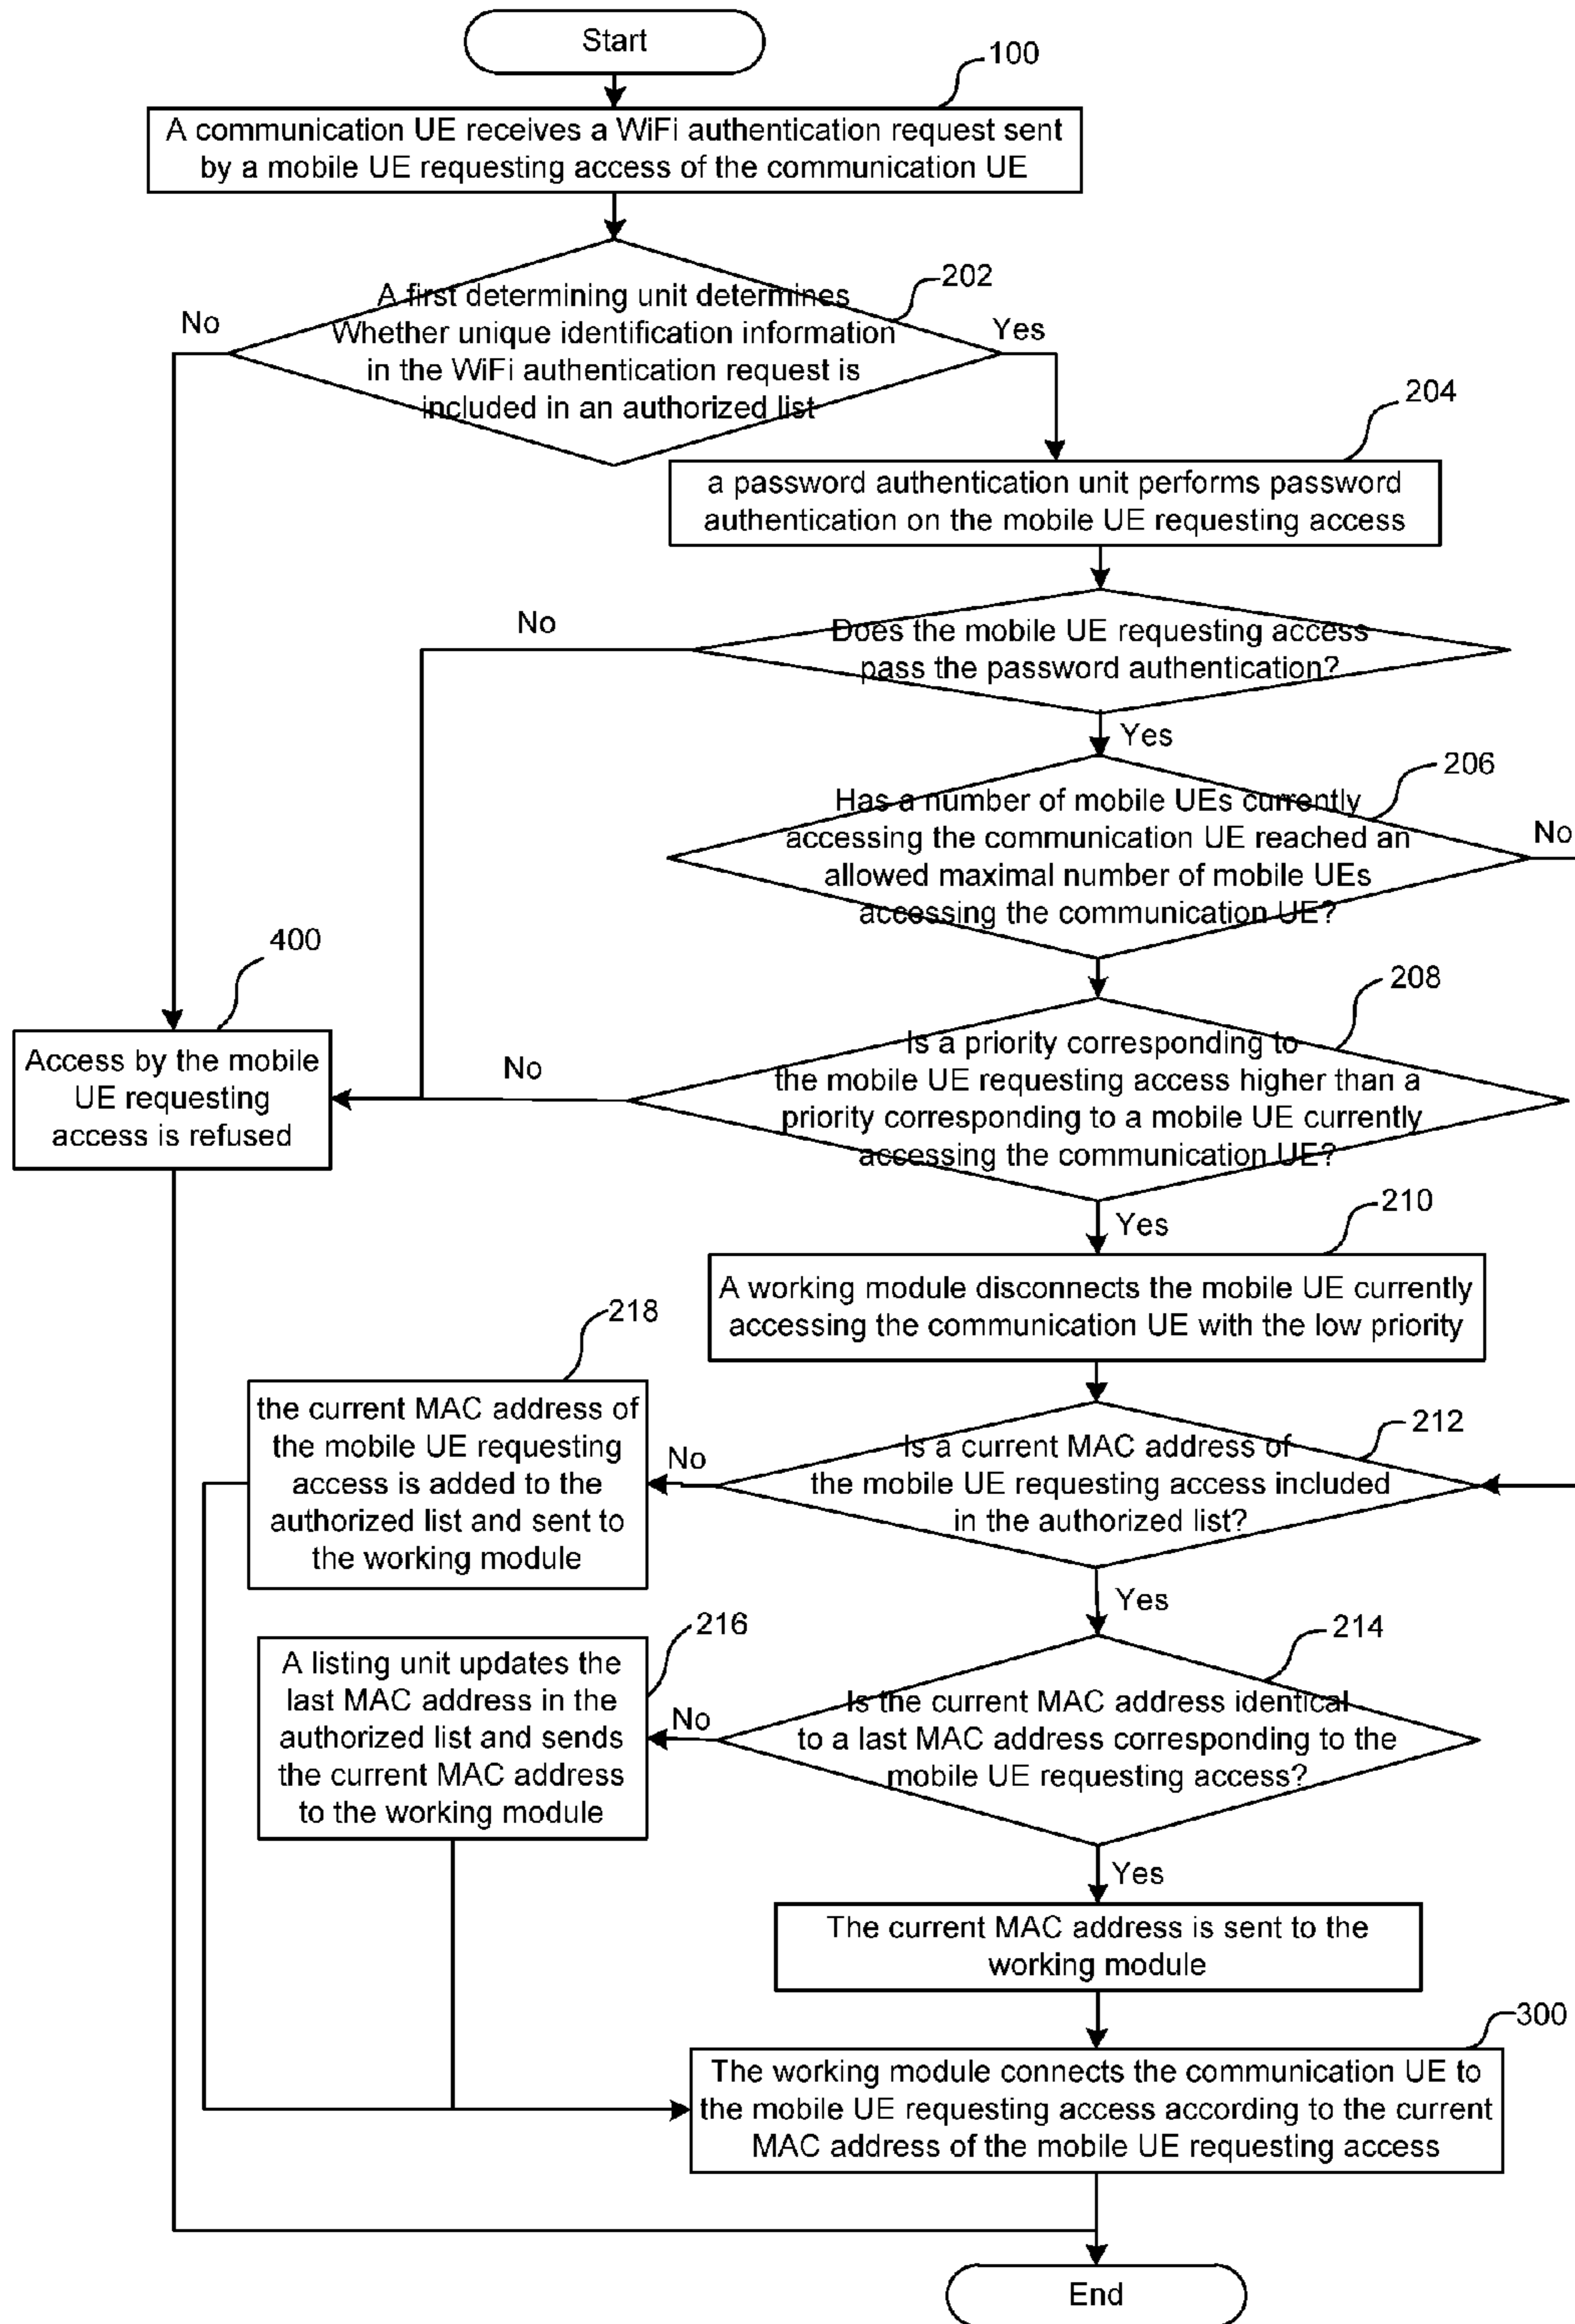 Start
100
A communication UE receives a WiFi authentication request sent
by a mobile UE requesting access of the communication UE
202
A first determining unit determines
Whether unique identification information
in the WiFi authentication request is
included in an authorized list
No
Yes
204
a password authentication unit performs password
authentication on the mobile UE requesting access
No
Does the mobile UE requesting access
pass the password authentication?
Yes
206
Has a number of mobile UEs currently
accessing the communication UE reached an
allowed maximal number of mobile UEs
accessing the communication UE?
No
400
Access by the mobile
UE requesting
access is refused
208
No
Is a priority corresponding to
the mobile UE requesting access higher than a
priority corresponding to a mobile UE currently
accessing the communication UE?
Yes
210
A working module disconnects the mobile UE currently
accessing the communication UE with the low priority
218
the current MAC address of
the mobile UE requesting
access is added to the
authorized list and sent to
the working module
212
No
Is a current MAC address of
the mobile UE requesting access included
in the authorized list?
Yes
216
A listing unit updates the
last MAC address in the
authorized list and sends
the current MAC address
to the working module
214
No
Is the current MAC address identical
to a last MAC address corresponding to the
mobile UE requesting access?
Yes
The current MAC address is sent to the
working module
300
The working module connects the communication UE to
the mobile UE requesting access according to the current
MAC address of the mobile UE requesting access
End